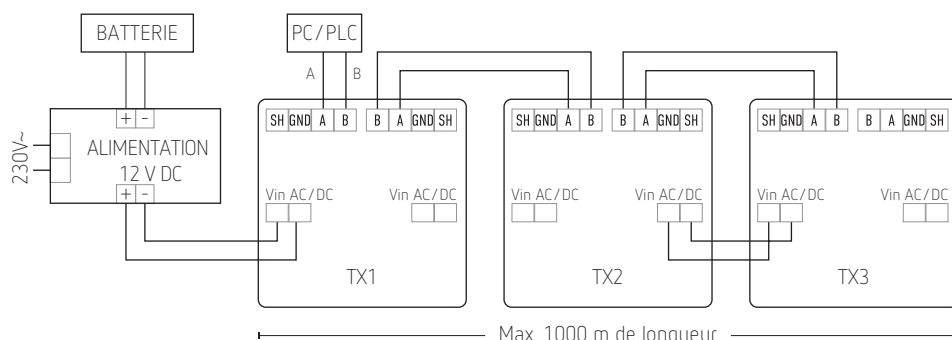 BATTERIE
PC/PLC
A B
SH GND A B B A GND SH
SH GND A B B A GND SH
SH GND A B B A GND SH
+ -
ALIMENTATION
12 V DC
230V~
+ -
Vin AC/DC Vin AC/DC
Vin AC/DC Vin AC/DC
Vin AC/DC Vin AC/DC
TX1
TX2
TX3
Max. 1000 m de longueur